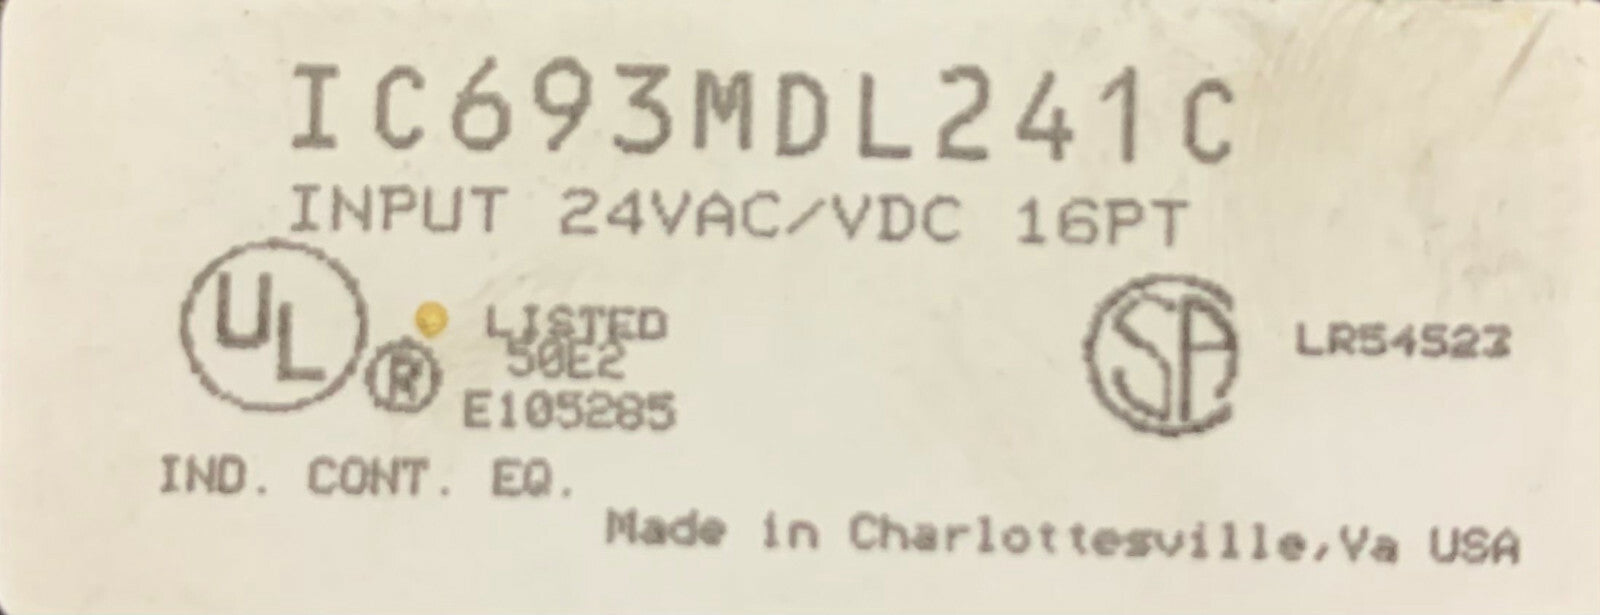 IC693MDL241C
INPUT 24VAC/VDC 16PT
UL
® LISTED
50E2
E105285
SA LR54523
IND. CONT. EQ.
Made in Charlottesville,Va USA